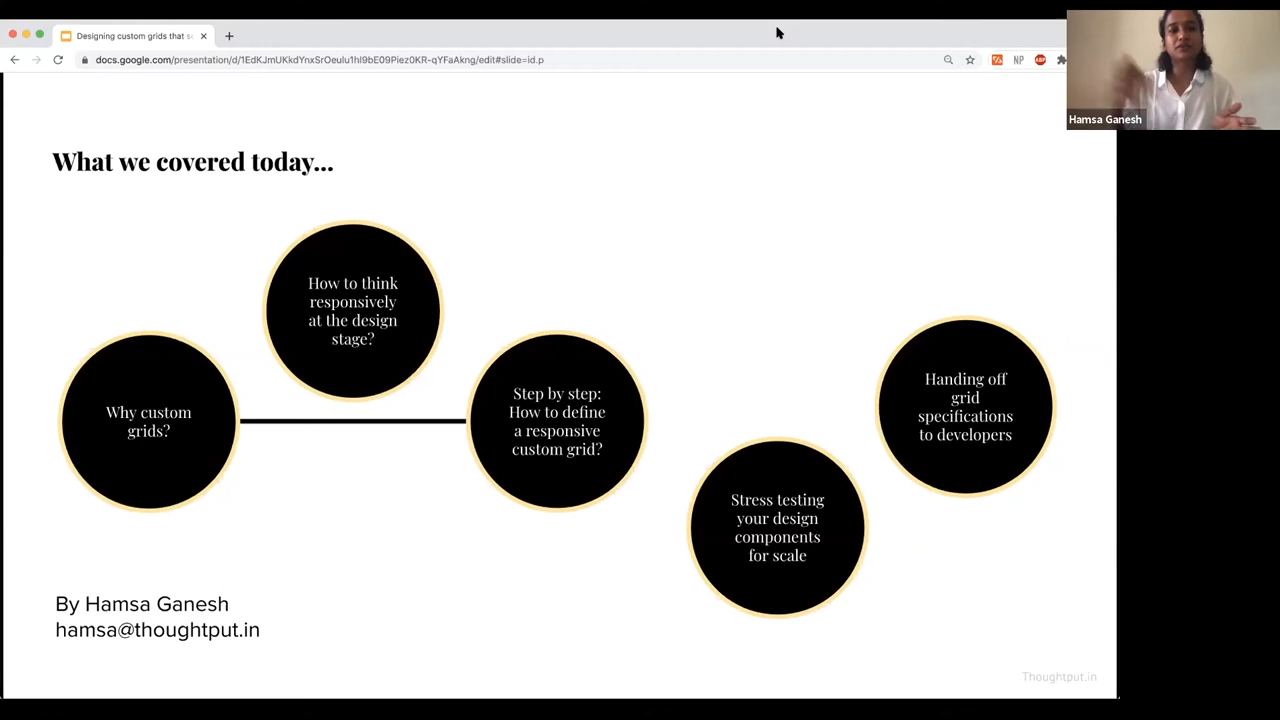 Designing custom grids that s
docs.google.com/presentation/d/1EdKJmUKkdYnxSrOeulu1hI9bE09Piez0KR-qYFaAkng/edit#slide=id.p
NP
ABP
Hamsa Ganesh
What we covered today...
How to think
responsively
at the design
stage?
Why custom
grids?
Step by step:
How to define
a responsive
custom grid?
Handing off
grid
specifications
to developers
Stress testing
your design
components
for scale
By Hamsa Ganesh
hamsa@thoughtput.in
Thoughtput.in